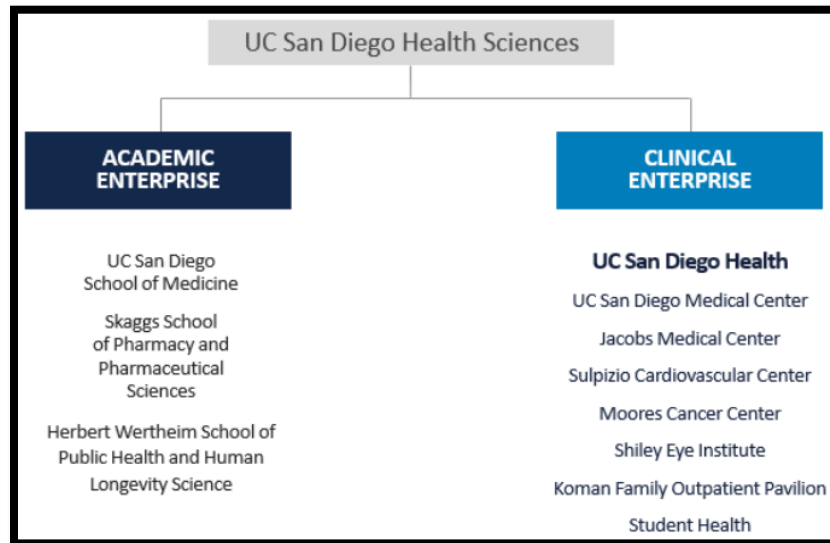 UC San Diego Health Sciences
ACADEMIC
ENTERPRISE
UC San Diego
School of Medicine
Skaggs School
of Pharmacy and
Pharmaceutical
Sciences
Herbert Wertheim School of
Public Health and Human
Longevity Science
CLINICAL
ENTERPRISE
UC San Diego Health
UC San Diego Medical Center
Jacobs Medical Center
Sulpizio Cardiovascular Center
Moores Cancer Center
Shiley Eye Institute
Koman Family Outpatient Pavilion
Student Health